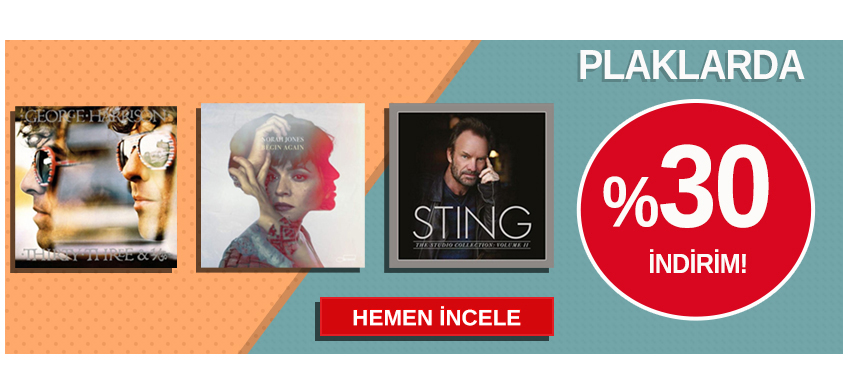 PLAKLARDA
GEORGE HARRISON
THIRTY THREE & ⅓
NORAH JONES
BEGIN AGAIN
STING
THE STUDIO COLLECTION: VOLUME II
%30
İNDİRİM!
HEMEN İNCELE